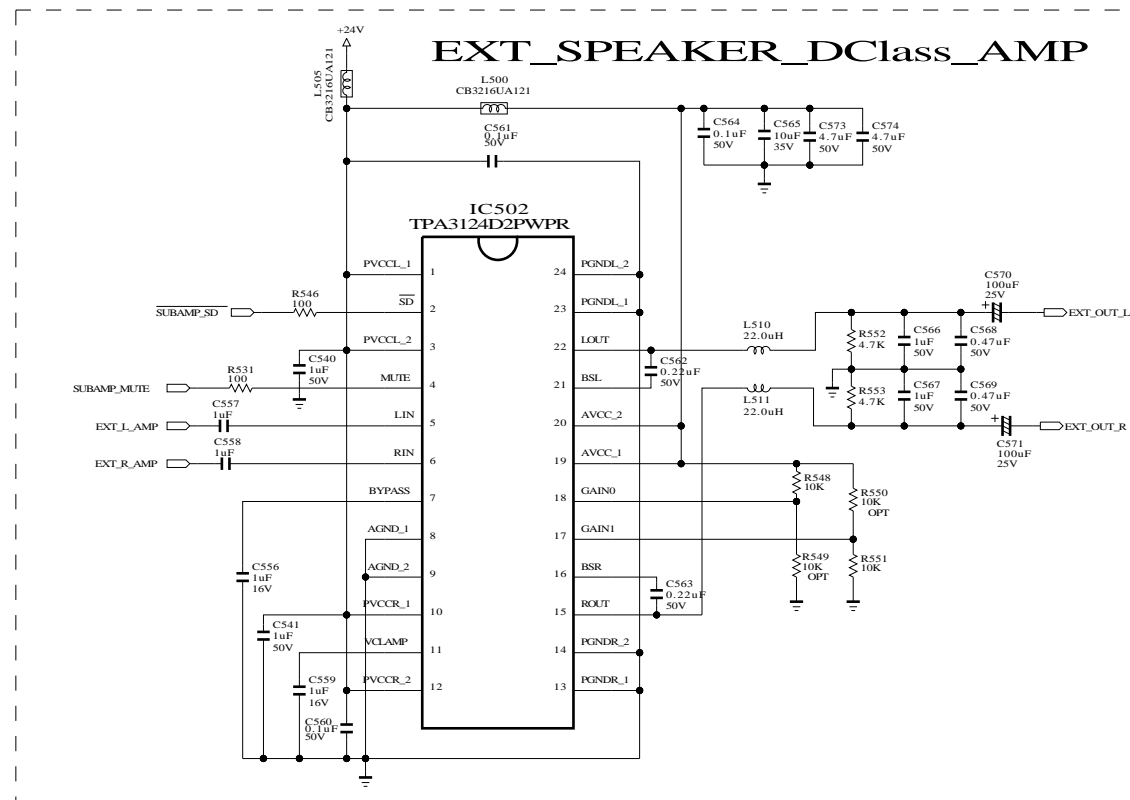 EXT_SPEAKER_DClass_AMP
+24V
L505
CB3216UA121
L500
CB3216UA121
C561
0.1uF
50V
C564
0.1uF
50V
C565
10uF
35V
C573
4.7uF
50V
C574
4.7uF
50V
IC502
TPA3124D2PWPR
PVCCL_1
1
24
PGNDL_2
SUBAMP_SD
R546
100
SD
2
23
PGNDL_1
PVCCL_2
3
22
LOUT
C540
1uF
50V
SUBAMP_MUTE
R531
100
MUTE
4
21
BSL
C562
0.22uF
50V
EXT_L_AMP
C557
1uF
LIN
5
20
AVCC_2
EXT_R_AMP
C558
1uF
RIN
6
19
AVCC_1
BYPASS
7
18
GAIN0
AGND_1
8
17
GAIN1
AGND_2
9
16
BSR
PVCCR_1
10
15
ROUT
VCLAMP
11
14
PGNDR_2
PVCCR_2
12
13
PGNDR_1
C556
1uF
16V
C541
1uF
50V
C559
1uF
16V
C560
0.1uF
50V
C563
0.22uF
50V
L510
22.0uH
L511
22.0uH
R552
4.7K
C566
1uF
50V
C568
0.47uF
50V
R553
4.7K
C567
1uF
50V
C569
0.47uF
50V
C570
100uF
25V
+
EXT_OUT_L
+
C571
100uF
25V
EXT_OUT_R
R548
10K
R550
10K
OPT
R549
10K
OPT
R551
10K